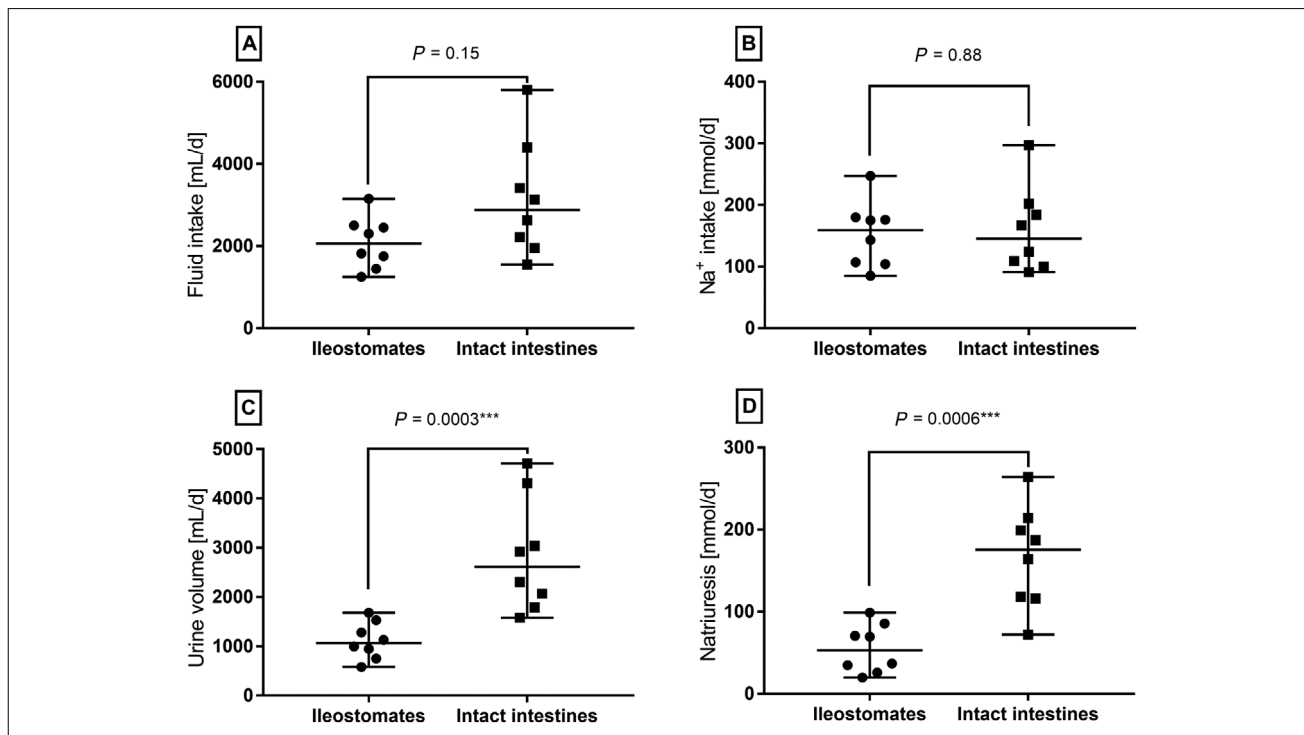 A
P = 0.15
Fluid intake [mL/d]
6000
4000
2000
0
Ileostomates Intact intestines
B
P = 0.88
Na⁺ intake [mmol/d]
400
300
200
100
0
Ileostomates Intact intestines
C
P = 0.0003***
Urine volume [mL/d]
5000
4000
3000
2000
1000
0
Ileostomates Intact intestines
D
P = 0.0006***
Natriuresis [mmol/d]
300
200
100
0
Ileostomates Intact intestines